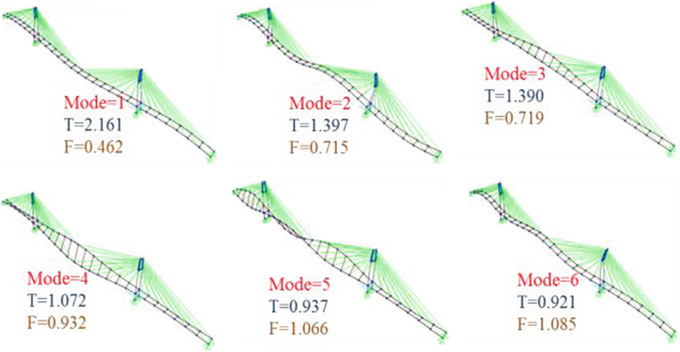 Mode=1
T=2.161
F=0.462
Mode=2
T=1.397
F=0.715
Mode=3
T=1.390
F=0.719
Mode=4
T=1.072
F=0.932
Mode=5
T=0.937
F=1.066
Mode=6
T=0.921
F=1.085